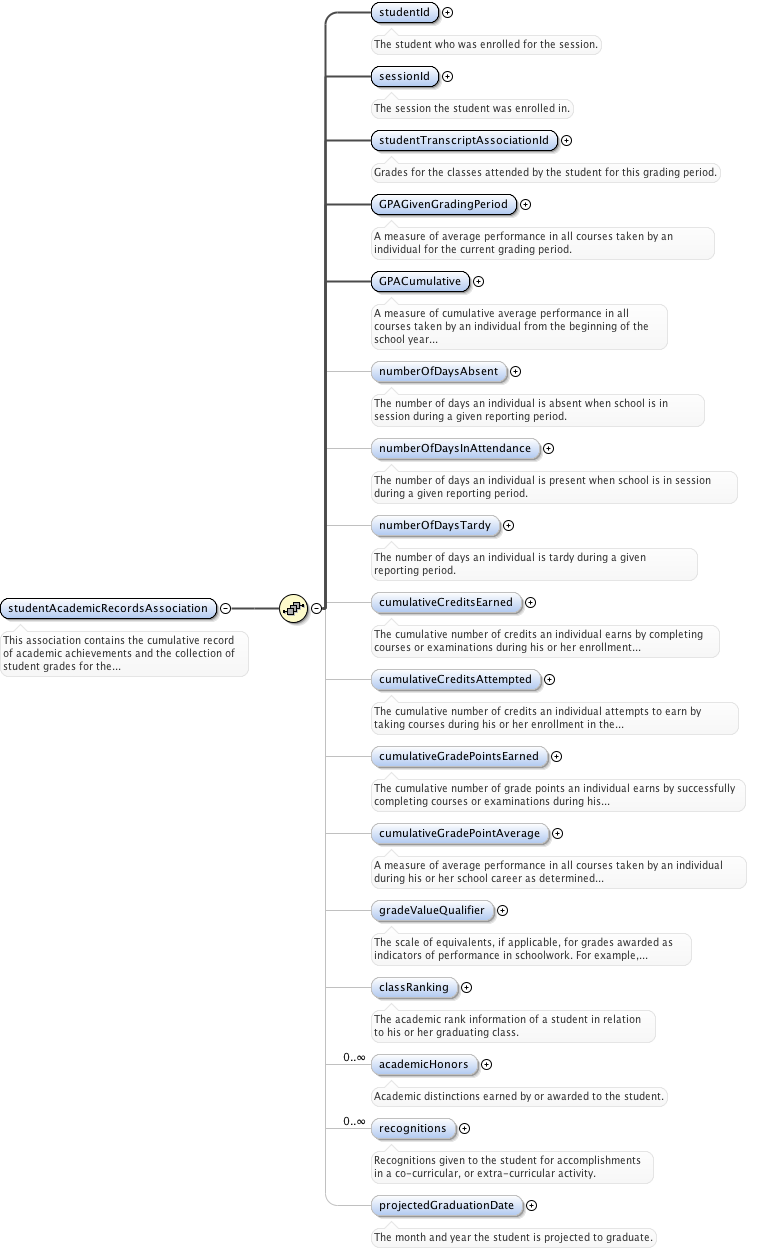 studentId
The student who was enrolled for the session.
sessionId
The session the student was enrolled in.
studentTranscriptAssociationId
Grades for the classes attended by the student for this grading period.
GPAGivenGradingPeriod
A measure of average performance in all courses taken by an
individual for the current grading period.
GPACumulative
A measure of cumulative average performance in all
courses taken by an individual from the beginning of the
school year...
numberOfDaysAbsent
The number of days an individual is absent when school is in
session during a given reporting period.
numberOfDaysInAttendance
The number of days an individual is present when school is in session
during a given reporting period.
numberOfDaysTardy
The number of days an individual is tardy during a given
reporting period.
studentAcademicRecordsAssociation
This association contains the cumulative record
of academic achievements and the collection of
student grades for the...
cumulativeCreditsEarned
The cumulative number of credits an individual earns by completing
courses or examinations during his or her enrollment...
cumulativeCreditsAttempted
The cumulative number of credits an individual attempts to earn by
taking courses during his or her enrollment in the...
cumulativeGradePointsEarned
The cumulative number of grade points an individual earns by successfully
completing courses or examinations during his...
cumulativeGradePointAverage
A measure of average performance in all courses taken by an individual
during his or her school career as determined...
gradeValueQualifier
The scale of equivalents, if applicable, for grades awarded as
indicators of performance in schoolwork. For example,...
classRanking
The academic rank information of a student in relation
to his or her graduating class.
0..∞
academicHonors
Academic distinctions earned by or awarded to the student.
0..∞
recognitions
Recognitions given to the student for accomplishments
in a co-curricular, or extra-curricular activity.
projectedGraduationDate
The month and year the student is projected to graduate.